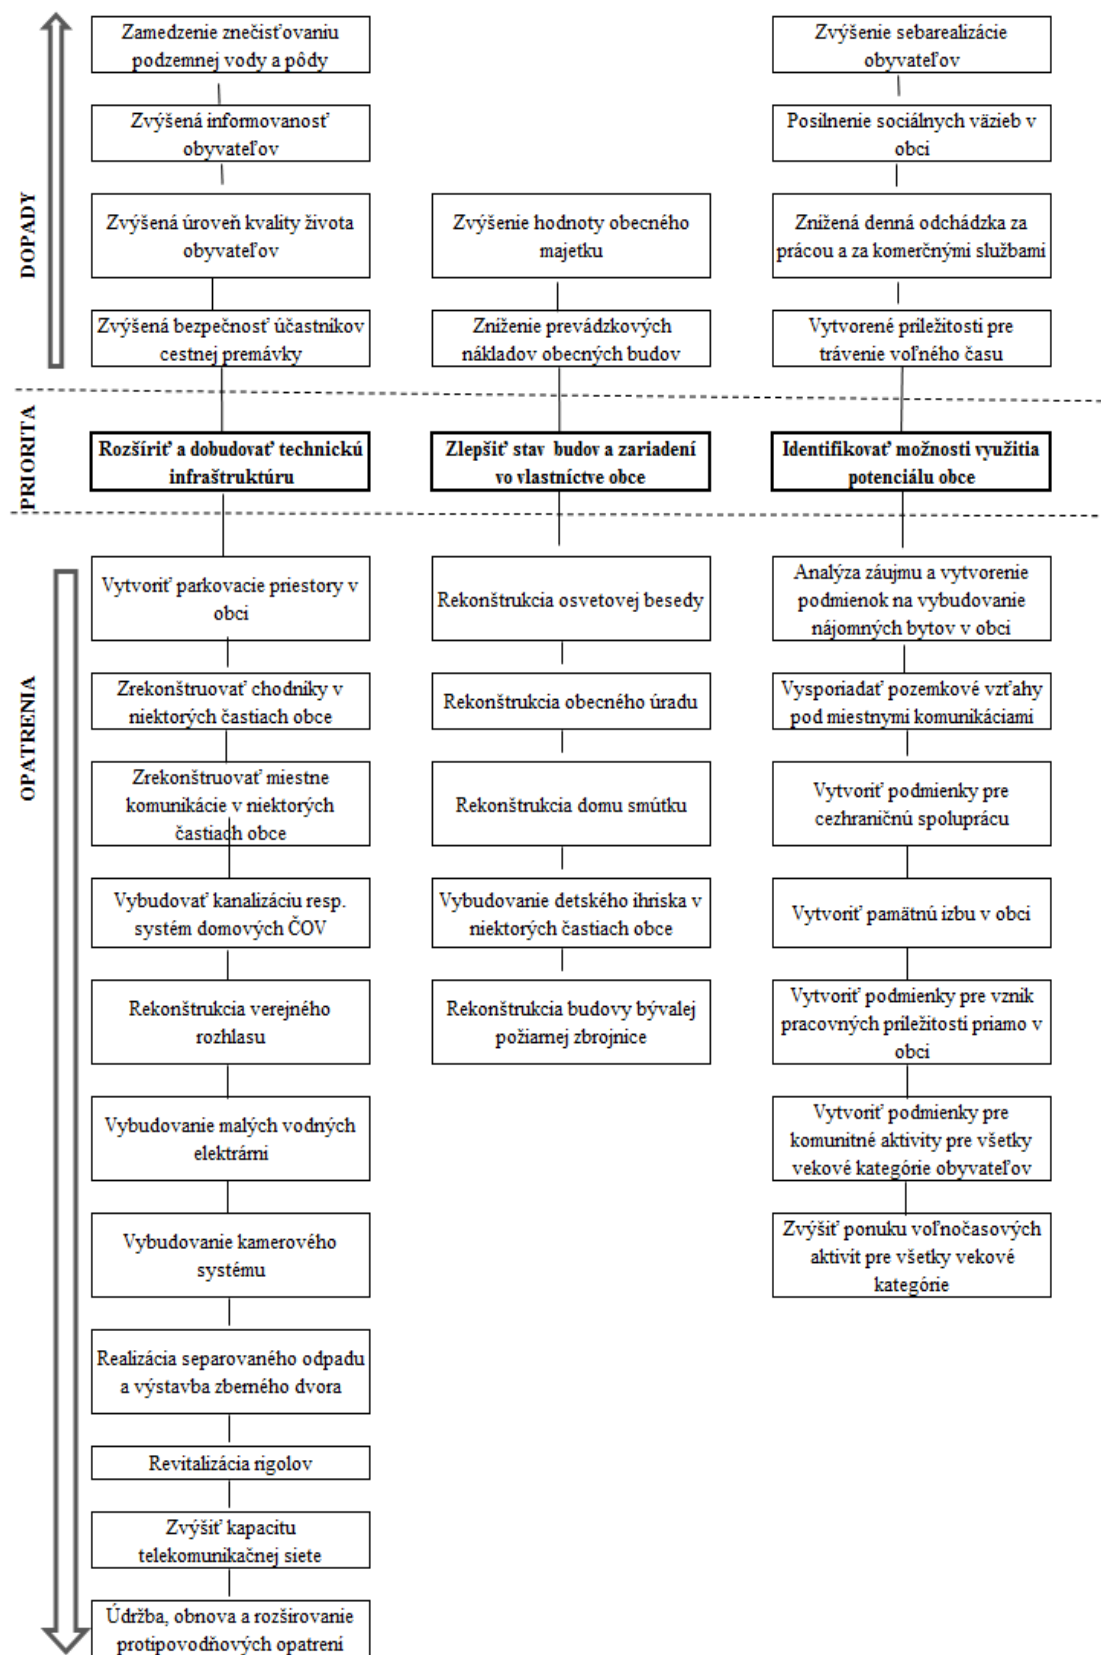 DOPADY
Zamedzenie znečisťovaniu
podzemnej vody a pôdy
Zvýšená informovanosť
obyvateľov
Zvýšená úroveň kvality života
obyvateľov
Zvýšená bezpečnosť účastníkov
cestnej premávky
Zvýšenie hodnoty obecného
majetku
Zníženie prevádzkových
nákladov obecných budov
Zvýšenie sebarealizácie
obyvateľov
Posilnenie sociálnych väzieb v
obci
Znížená denná odchádzka za
prácou a za komerčnými službami
Vytvorené príležitosti pre
trávenie voľného času
PRIORITA
Rozšíriť a dobudovať technickú
infraštruktúru
Zlepšiť stav budov a zariadení
vo vlastníctve obce
Identifikovať možnosti využitia
potenciálu obce
OPATRENIA
Vytvoriť parkovacie priestory v
obci
Zrekonštruovať chodníky v
niektorých častiach obce
Zrekonštruovať miestne
komunikácie v niektorých
častiach obce
Vybudovať kanalizáciu resp.
systém domových ČOV
Rekonštrukcia verejného
rozhlasu
Vybudovanie malých vodných
elektrární
Vybudovanie kamerového
systému
Realizácia separovaného odpadu
a výstavba zberného dvora
Revitalizácia rigolov
Zvýšiť kapacitu
telekomunikačnej siete
Údržba, obnova a rozširovanie
protipovodňových opatrení
Rekonštrukcia osvetovej besedy
Rekonštrukcia obecného úradu
Rekonštrukcia domu smútku
Vybudovanie detského ihriska v
niektorých častiach obce
Rekonštrukcia budovy bývalej
požiarnej zbrojnice
Analýza záujmu a vytvorenie
podmienok na vybudovanie
nájomných bytov v obci
Vysporiadať pozemkové vzťahy
pod miestnymi komunikáciami
Vytvoriť podmienky pre
cezhraničnú spoluprácu
Vytvoriť pamätnú izbu v obci
Vytvoriť podmienky pre vznik
pracovných príležitosti priamo v
obci
Vytvoriť podmienky pre
komunitné aktivity pre všetky
vekové kategórie obyvateľov
Zvýšiť ponuku voľnočasových
aktivit pre všetky vekové
kategórie